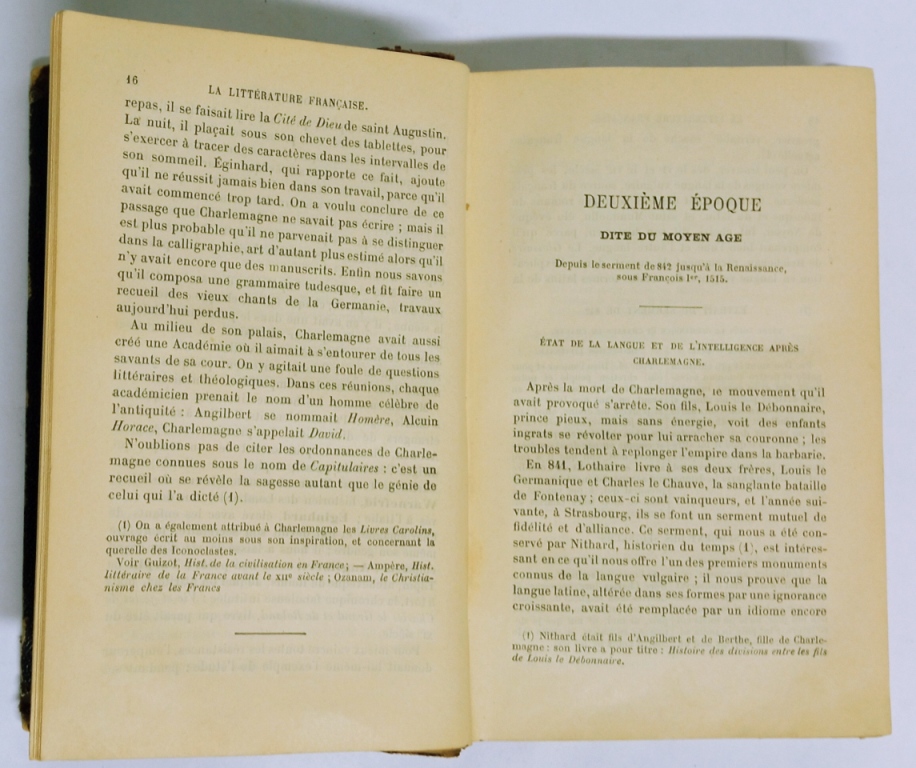 16
LA LITTÉRATURE FRANÇAISE.
repas, il se faisait lire la Cité de Dieu de saint Augustin.
La nuit, il plaçait sous son chevet des tablettes, pour
s'exercer à tracer des caractères dans les intervalles de
son sommeil. Éginhard, qui rapporte ce fait, ajoute
qu'il ne réussit jamais bien dans son travail, parce qu'il
avait commencé trop tard. On a voulu conclure de ce
passage que Charlemagne ne savait pas écrire ; mais il
est plus probable qu'il ne parvenait pas à se distinguer
dans la calligraphie, art d'autant plus estimé alors qu'il
n'y avait encore que des manuscrits. Enfin nous savons
qu'il composa une grammaire tudesque, et fit faire un
recueil des vieux chants de la Germanie, travaux
aujourd'hui perdus.
Au milieu de son palais, Charlemagne avait aussi
créé une Académie où il aimait à s'entourer de tous les
savants de sa cour. On y agitait une foule de questions
littéraires et théologiques. Dans ces réunions, chaque
académicien prenait le nom d'un homme célèbre de
l'antiquité : Angilbert se nommait Homère, Alcuin
Horace, Charlemagne s'appelait David.
N'oublions pas de citer les ordonnances de Charle-
magne connues sous le nom de Capitulaires : c'est un
recueil où se révèle la sagesse autant que le génie de
celui qui l'a dicté (1).
(1) On a également attribué à Charlemagne les Livres Carolins,
ouvrage écrit au moins sous son inspiration, et concernant la
querelle des Iconoclastes.
Voir Guizot, Hist. de la civilisation en France ; — Ampère, Hist.
littéraire de la France avant le XIIe siècle ; Ozanam, le Christia-
nisme chez les Francs
DEUXIÈME ÉPOQUE
DITE DU MOYEN AGE
Depuis le serment de 842 jusqu'à la Renaissance,
sous François Ier, 1515.
ÉTAT DE LA LANGUE ET DE L'INTELLIGENCE APRÈS
CHARLEMAGNE.
Après la mort de Charlemagne, le mouvement qu'il
avait provoqué s'arrête. Son fils, Louis le Débonnaire,
prince pieux, mais sans énergie, voit des enfants
ingrats se révolter pour lui arracher sa couronne ; les
troubles tendent à replonger l'empire dans la barbarie.
En 841, Lothaire livre à ses deux frères, Louis le
Germanique et Charles le Chauve, la sanglante bataille
de Fontenay ; ceux-ci sont vainqueurs, et l'année sui-
vante, à Strasbourg, ils se font un serment mutuel de
fidélité et d'alliance. Ce serment, qui nous a été con-
servé par Nithard, historien du temps (1), est intéres-
sant en ce qu'il nous offre l'un des premiers monuments
connus de la langue vulgaire ; il nous prouve que la
langue latine, altérée dans ses formes par une ignorance
croissante, avait été remplacée par un idiome encore
(1) Nithard était fils d'Angilbert et de Berthe, fille de Charle-
magne : son livre a pour titre : Histoire des divisions entre les fils
de Louis le Débonnaire.